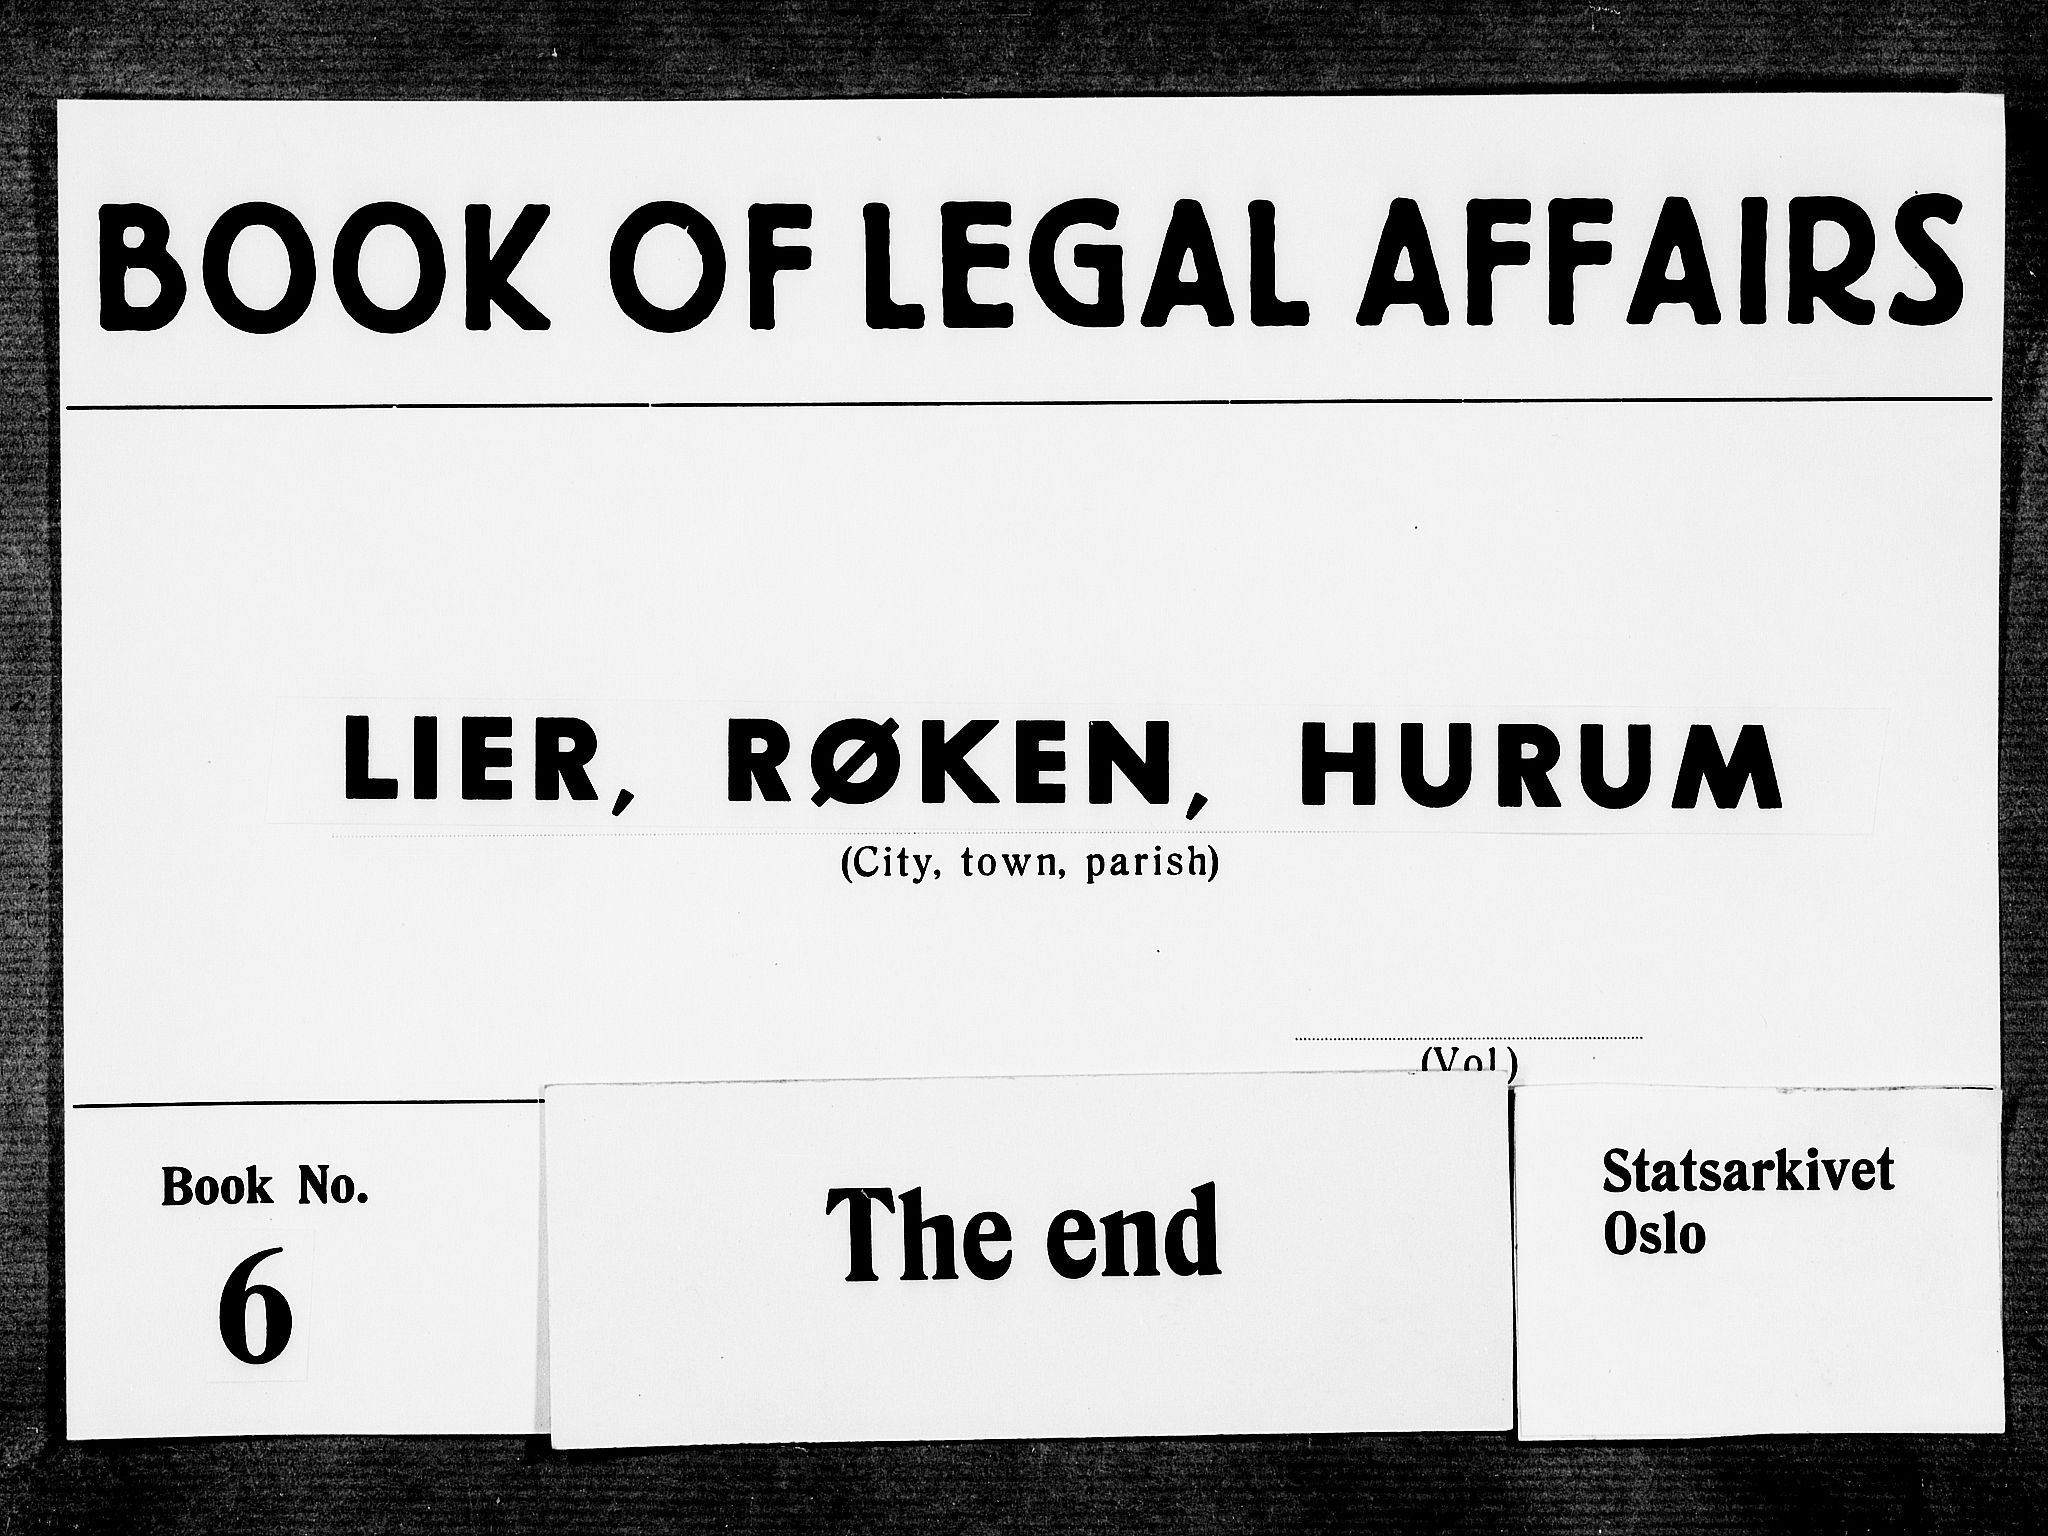 BOOK OF LEGAL AFFAIRS
LIER, RØKEN, HURUM
(City, town, parish)
(Vol.)
Book No.
6
The end
Statsarkivet
Oslo